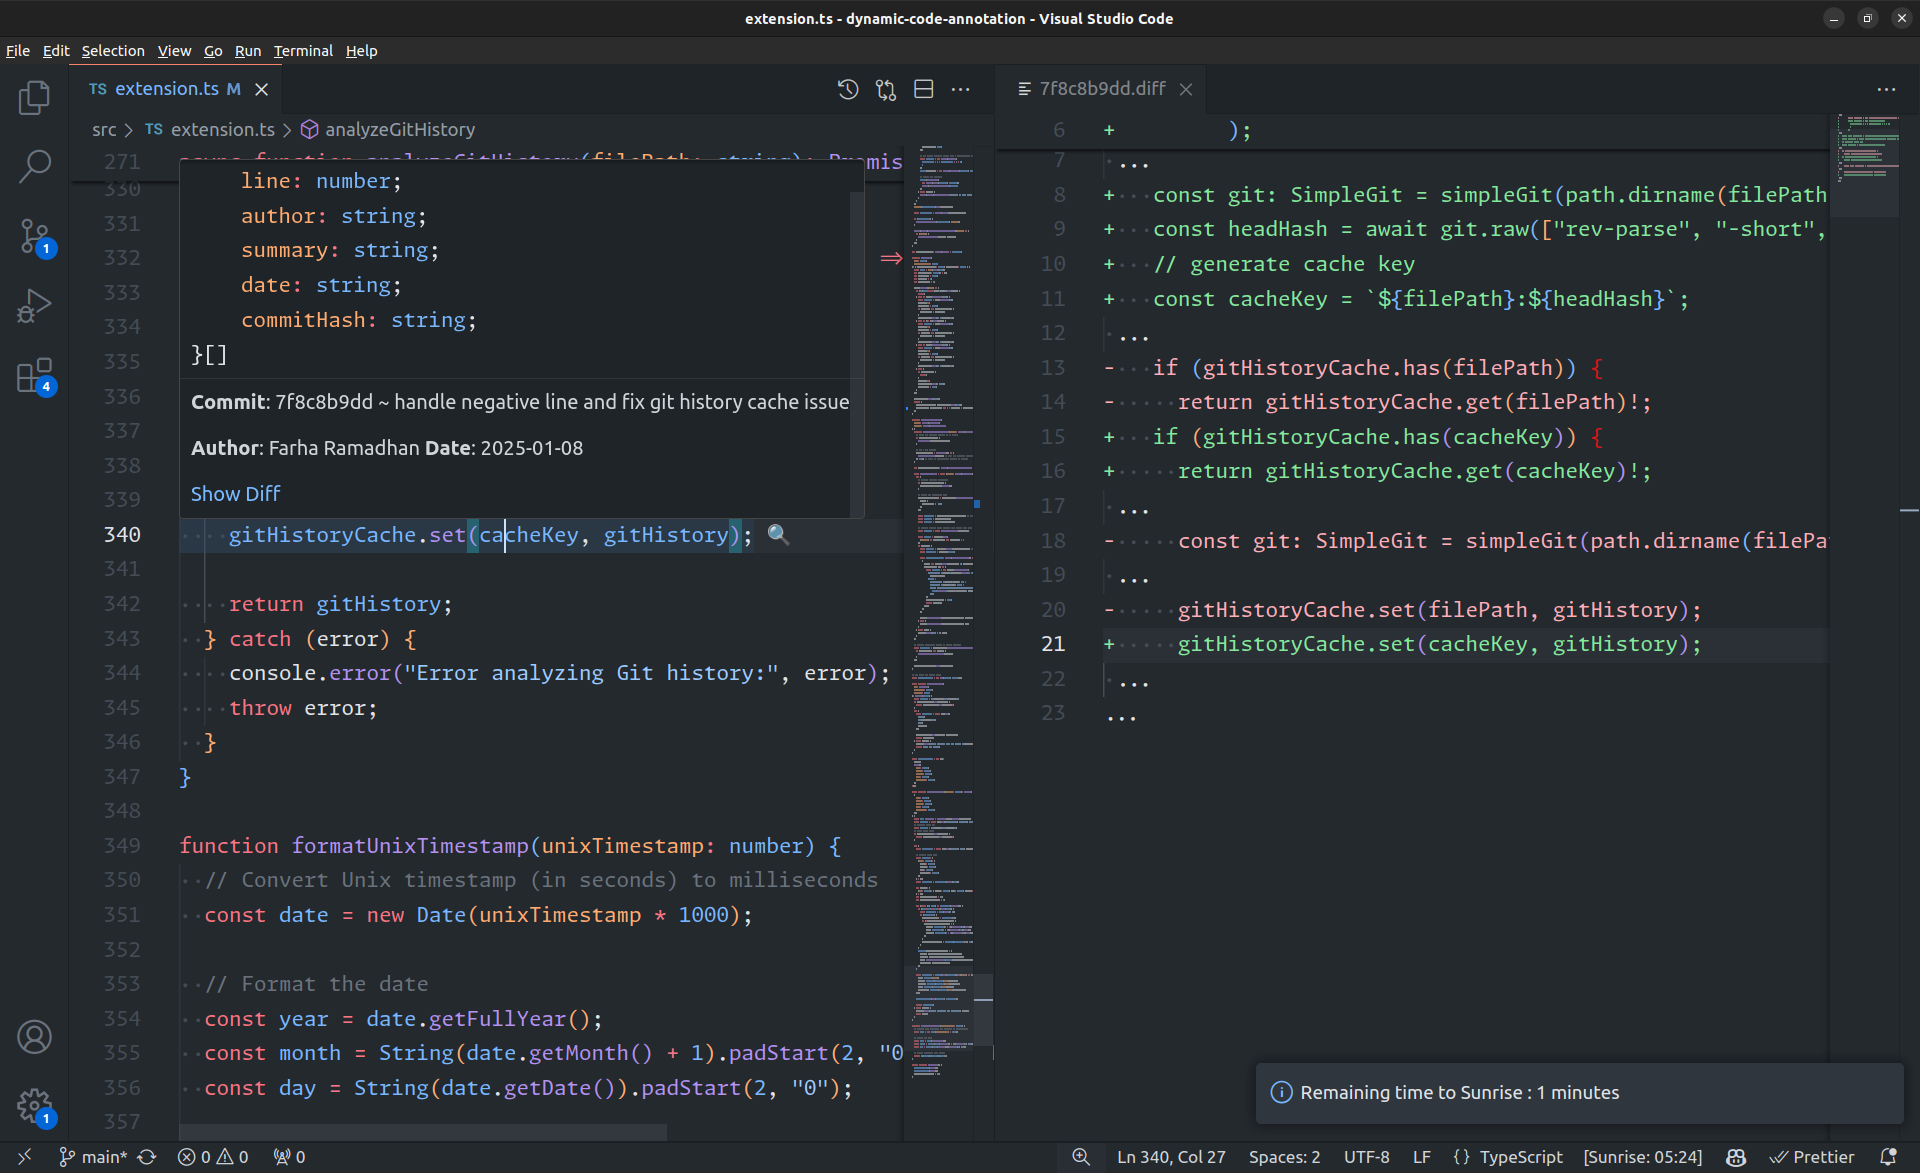 extension.ts - dynamic-code-annotation - Visual Studio Code
File Edit Selection View Go Run Terminal Help
TS extension.ts M
src > TS extension.ts > analyzeGitHistory
271
330
331
332 =>
333
334
335
336
337
338
339
line: number;
author: string;
summary: string;
date: string;
commitHash: string;
}[]
Commit: 7f8c8b9dd ~ handle negative line and fix git history cache issue
Author: Farha Ramadhan Date: 2025-01-08
Show Diff
340 gitHistoryCache.set(cacheKey, gitHistory); 🔍
341
342 return gitHistory;
343 } catch (error) {
344 console.error("Error analyzing Git history:", error);
345 throw error;
346 }
347 }
348
349 function formatUnixTimestamp(unixTimestamp: number) {
350 // Convert Unix timestamp (in seconds) to milliseconds
351 const date = new Date(unixTimestamp * 1000);
352
353 // Format the date
354 const year = date.getFullYear();
355 const month = String(date.getMonth() + 1).padStart(2, "0
356 const day = String(date.getDate()).padStart(2, "0");
357
7f8c8b9dd.diff
6 + );
7 ...
8 + const git: SimpleGit = simpleGit(path.dirname(filePath
9 + const headHash = await git.raw(["rev-parse", "-short",
10 + // generate cache key
11 + const cacheKey = `${filePath}:${headHash}`;
12 ...
13 - if (gitHistoryCache.has(filePath)) {
14 - return gitHistoryCache.get(filePath)!;
15 + if (gitHistoryCache.has(cacheKey)) {
16 + return gitHistoryCache.get(cacheKey)!;
17 ...
18 - const git: SimpleGit = simpleGit(path.dirname(filePa
19 ...
20 - gitHistoryCache.set(filePath, gitHistory);
21 + gitHistoryCache.set(cacheKey, gitHistory);
22 ...
23 ...
1
4
1
Remaining time to Sunrise : 1 minutes
main* 0 0 0 Ln 340, Col 27 Spaces: 2 UTF-8 LF {} TypeScript [Sunrise: 05:24] Prettier